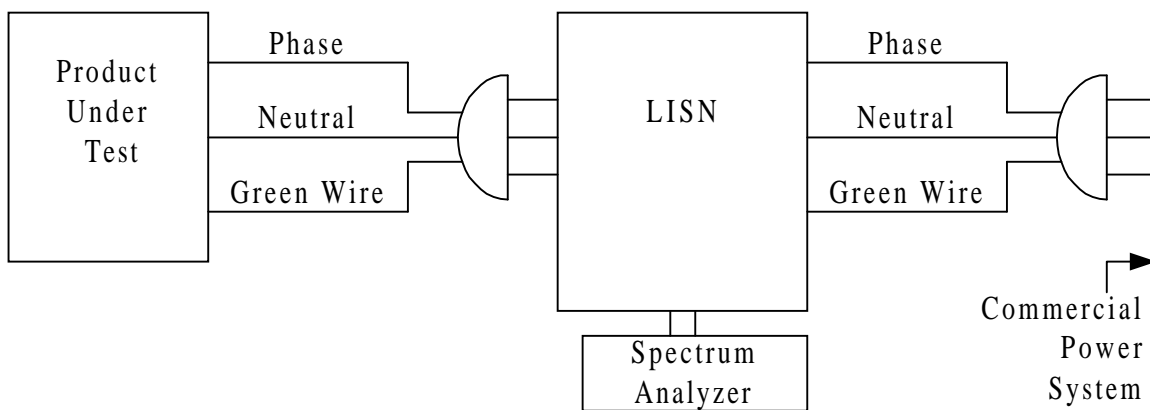 Product
Under
Test
Phase
Neutral
Green Wire
LISN
Spectrum
Analyzer
Phase
Neutral
Green Wire
Commercial
Power
System